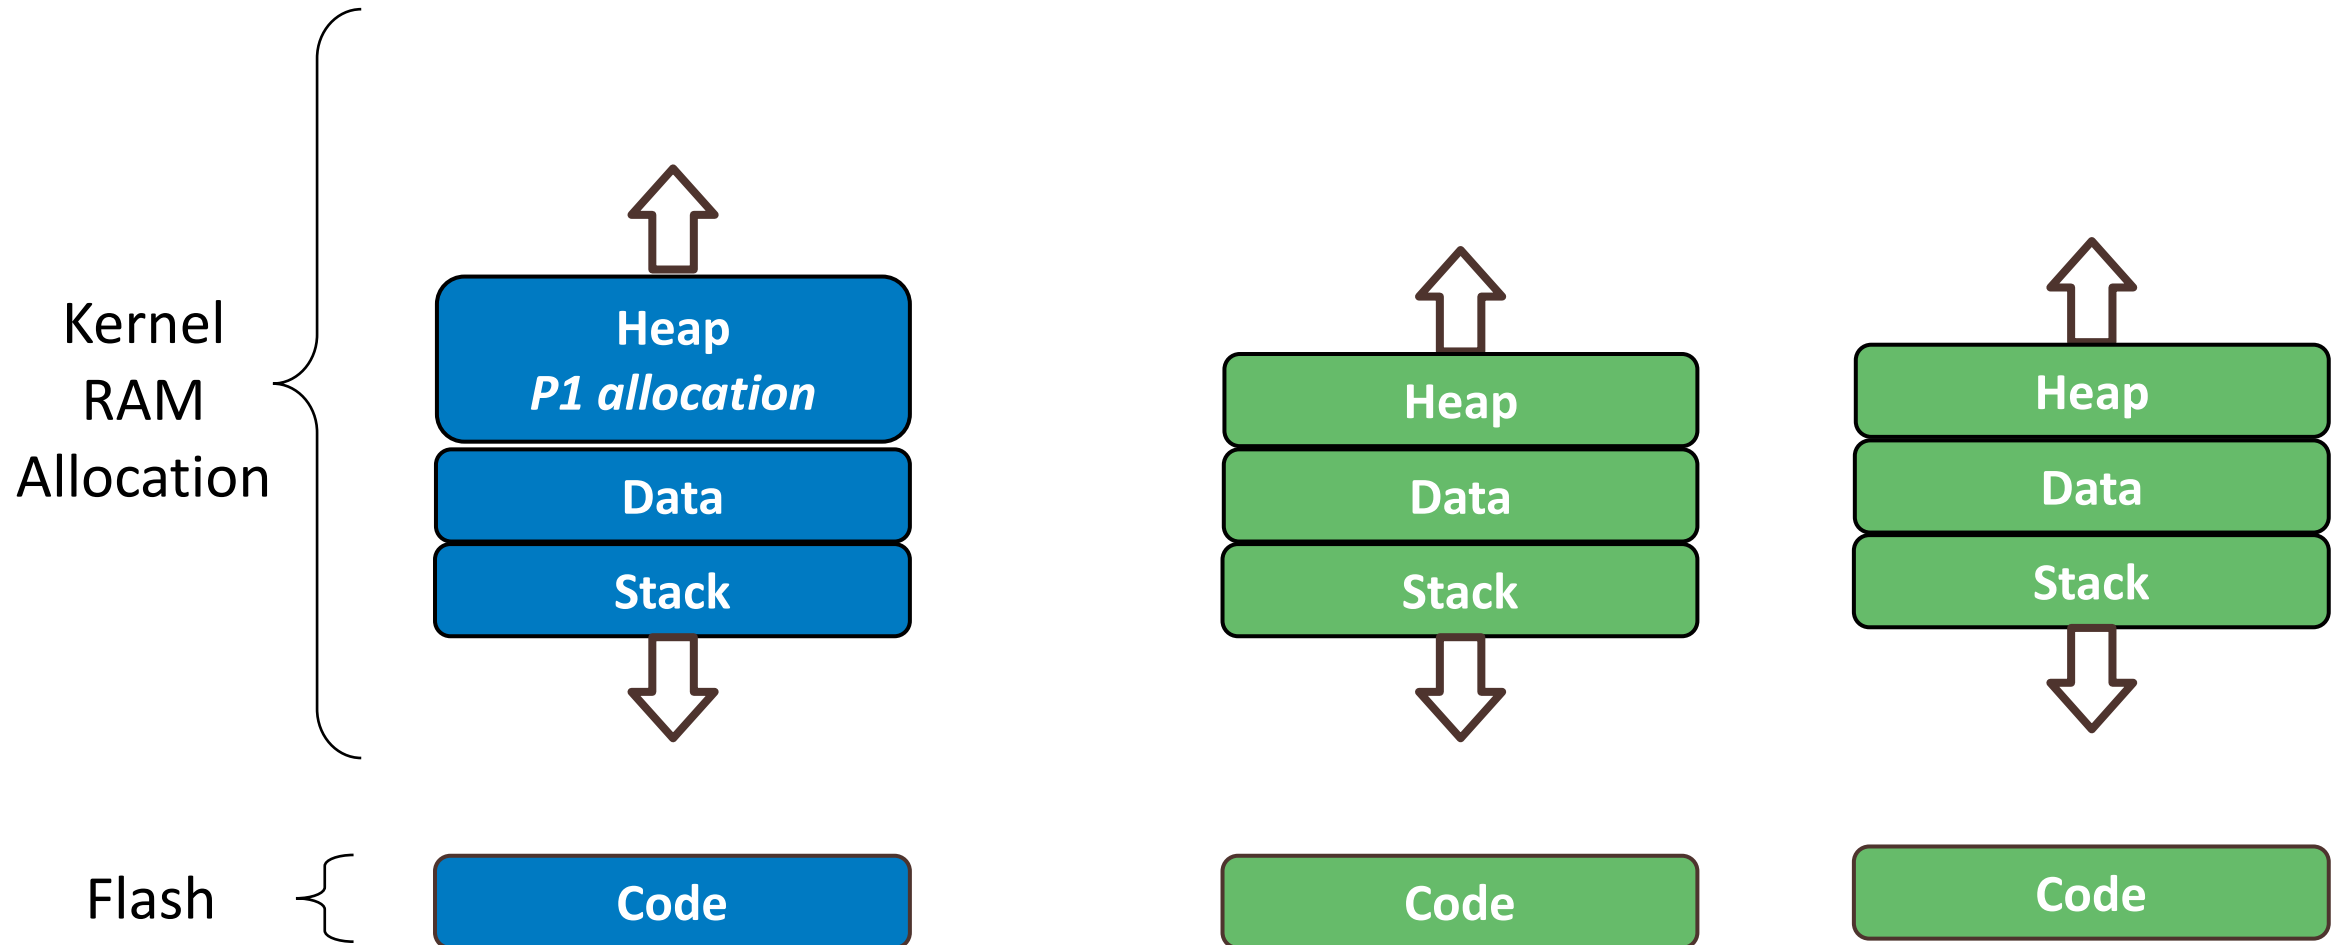 Kernel
RAM
Allocation
Heap
P1 allocation
Data
Stack
Heap
Data
Stack
Heap
Data
Stack
Flash
Code
Code
Code